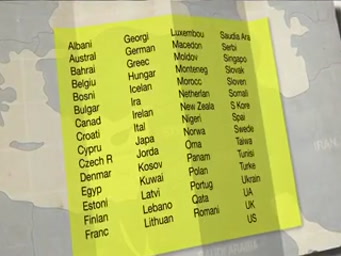 Albani
Austral
Bahrai
Belgiu
Bosni
Bulgar
Canad
Croati
Cypru
Czech R
Denmar
Egyp
Estoni
Finlan
Franc
Georgi
German
Greec
Hungar
Icelan
Ira
Irelan
Ital
Japa
Jorda
Kosov
Kuwai
Latvi
Lebano
Lithuan
Luxembou
Macedon
Moldov
Monteneg
Morocc
Netherlan
New Zeala
Nigeri
Norwa
Oma
Panam
Polan
Portug
Qata
Romani
Saudia Ara
Serbi
Singapo
Slovak
Sloven
Somali
S Kore
Spai
Swede
Taiwa
Tunisi
Turke
Ukrain
UA
UK
US
IRAN
SAUDI ARABIA